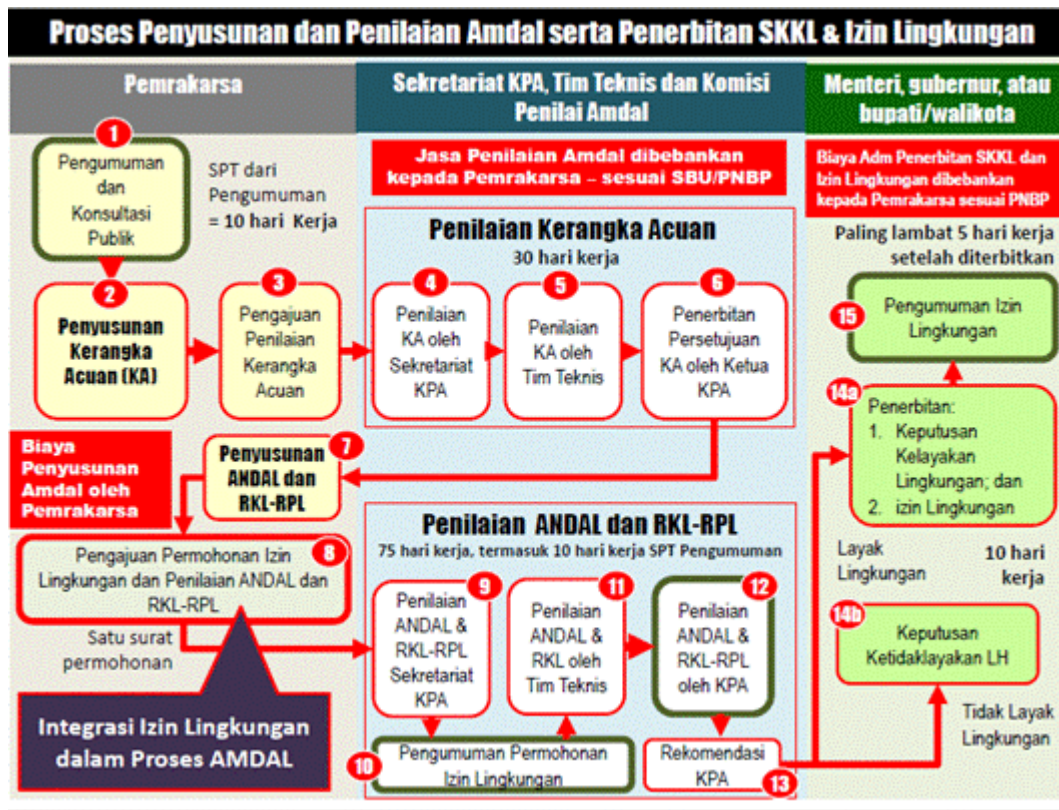 Proses Penyusunan dan Penilaian Amdal serta Penerbitan SKKL & Izin Lingkungan
Pemrakarsa
Sekretariat KPA, Tim Teknis dan Komisi
Penilai Amdal
Menteri, gubernur, atau
bupati/walikota
1
Pengumuman
dan
Konsultasi
Publik
SPT dari
Pengumuman
= 10 hari Kerja
2
Penyusunan
Kerangka
Acuan (KA)
3
Pengajuan
Penilaian
Kerangka
Acuan
Jasa Penilaian Amdal dibebankan
kepada Pemrakarsa – sesuai SBU/PNBP
Penilaian Kerangka Acuan
30 hari kerja
4
Penilaian
KA oleh
Sekretariat
KPA
5
Penilaian
KA oleh
Tim Teknis
6
Penerbitan
Persetujuan
KA oleh Ketua
KPA
Biaya
Penyusunan
Amdal oleh
Pemrakarsa
7
Penyusunan
ANDAL dan
RKL-RPL
8
Pengajuan Permohonan Izin
Lingkungan dan Penilaian ANDAL dan
RKL-RPL
Satu surat
permohonan
Integrasi Izin Lingkungan
dalam Proses AMDAL
Penilaian ANDAL dan RKL-RPL
75 hari kerja, termasuk 10 hari kerja SPT Pengumuman
9
Penilaian
ANDAL &
RKL-RPL
Sekretariat
KPA
10
Pengumuman Permohonan
Izin Lingkungan
11
Penilaian
ANDAL &
RKL oleh
Tim Teknis
12
Penilaian
ANDAL &
RKL-RPL
oleh KPA
Rekomendasi
KPA
13
Biaya Adm Penerbitan SKKL dan
Izin Lingkungan dibebankan
kepada Pemrakarsa sesuai PNBP
Paling lambat 5 hari kerja
setelah diterbitkan
15
Pengumuman Izin
Lingkungan
14a
Penerbitan:
1. Keputusan
Kelayakan
Lingkungan; dan
2. izin Lingkungan
Layak
Lingkungan
10 hari
kerja
14b
Keputusan
Ketidaklayakan LH
Tidak Layak
Lingkungan